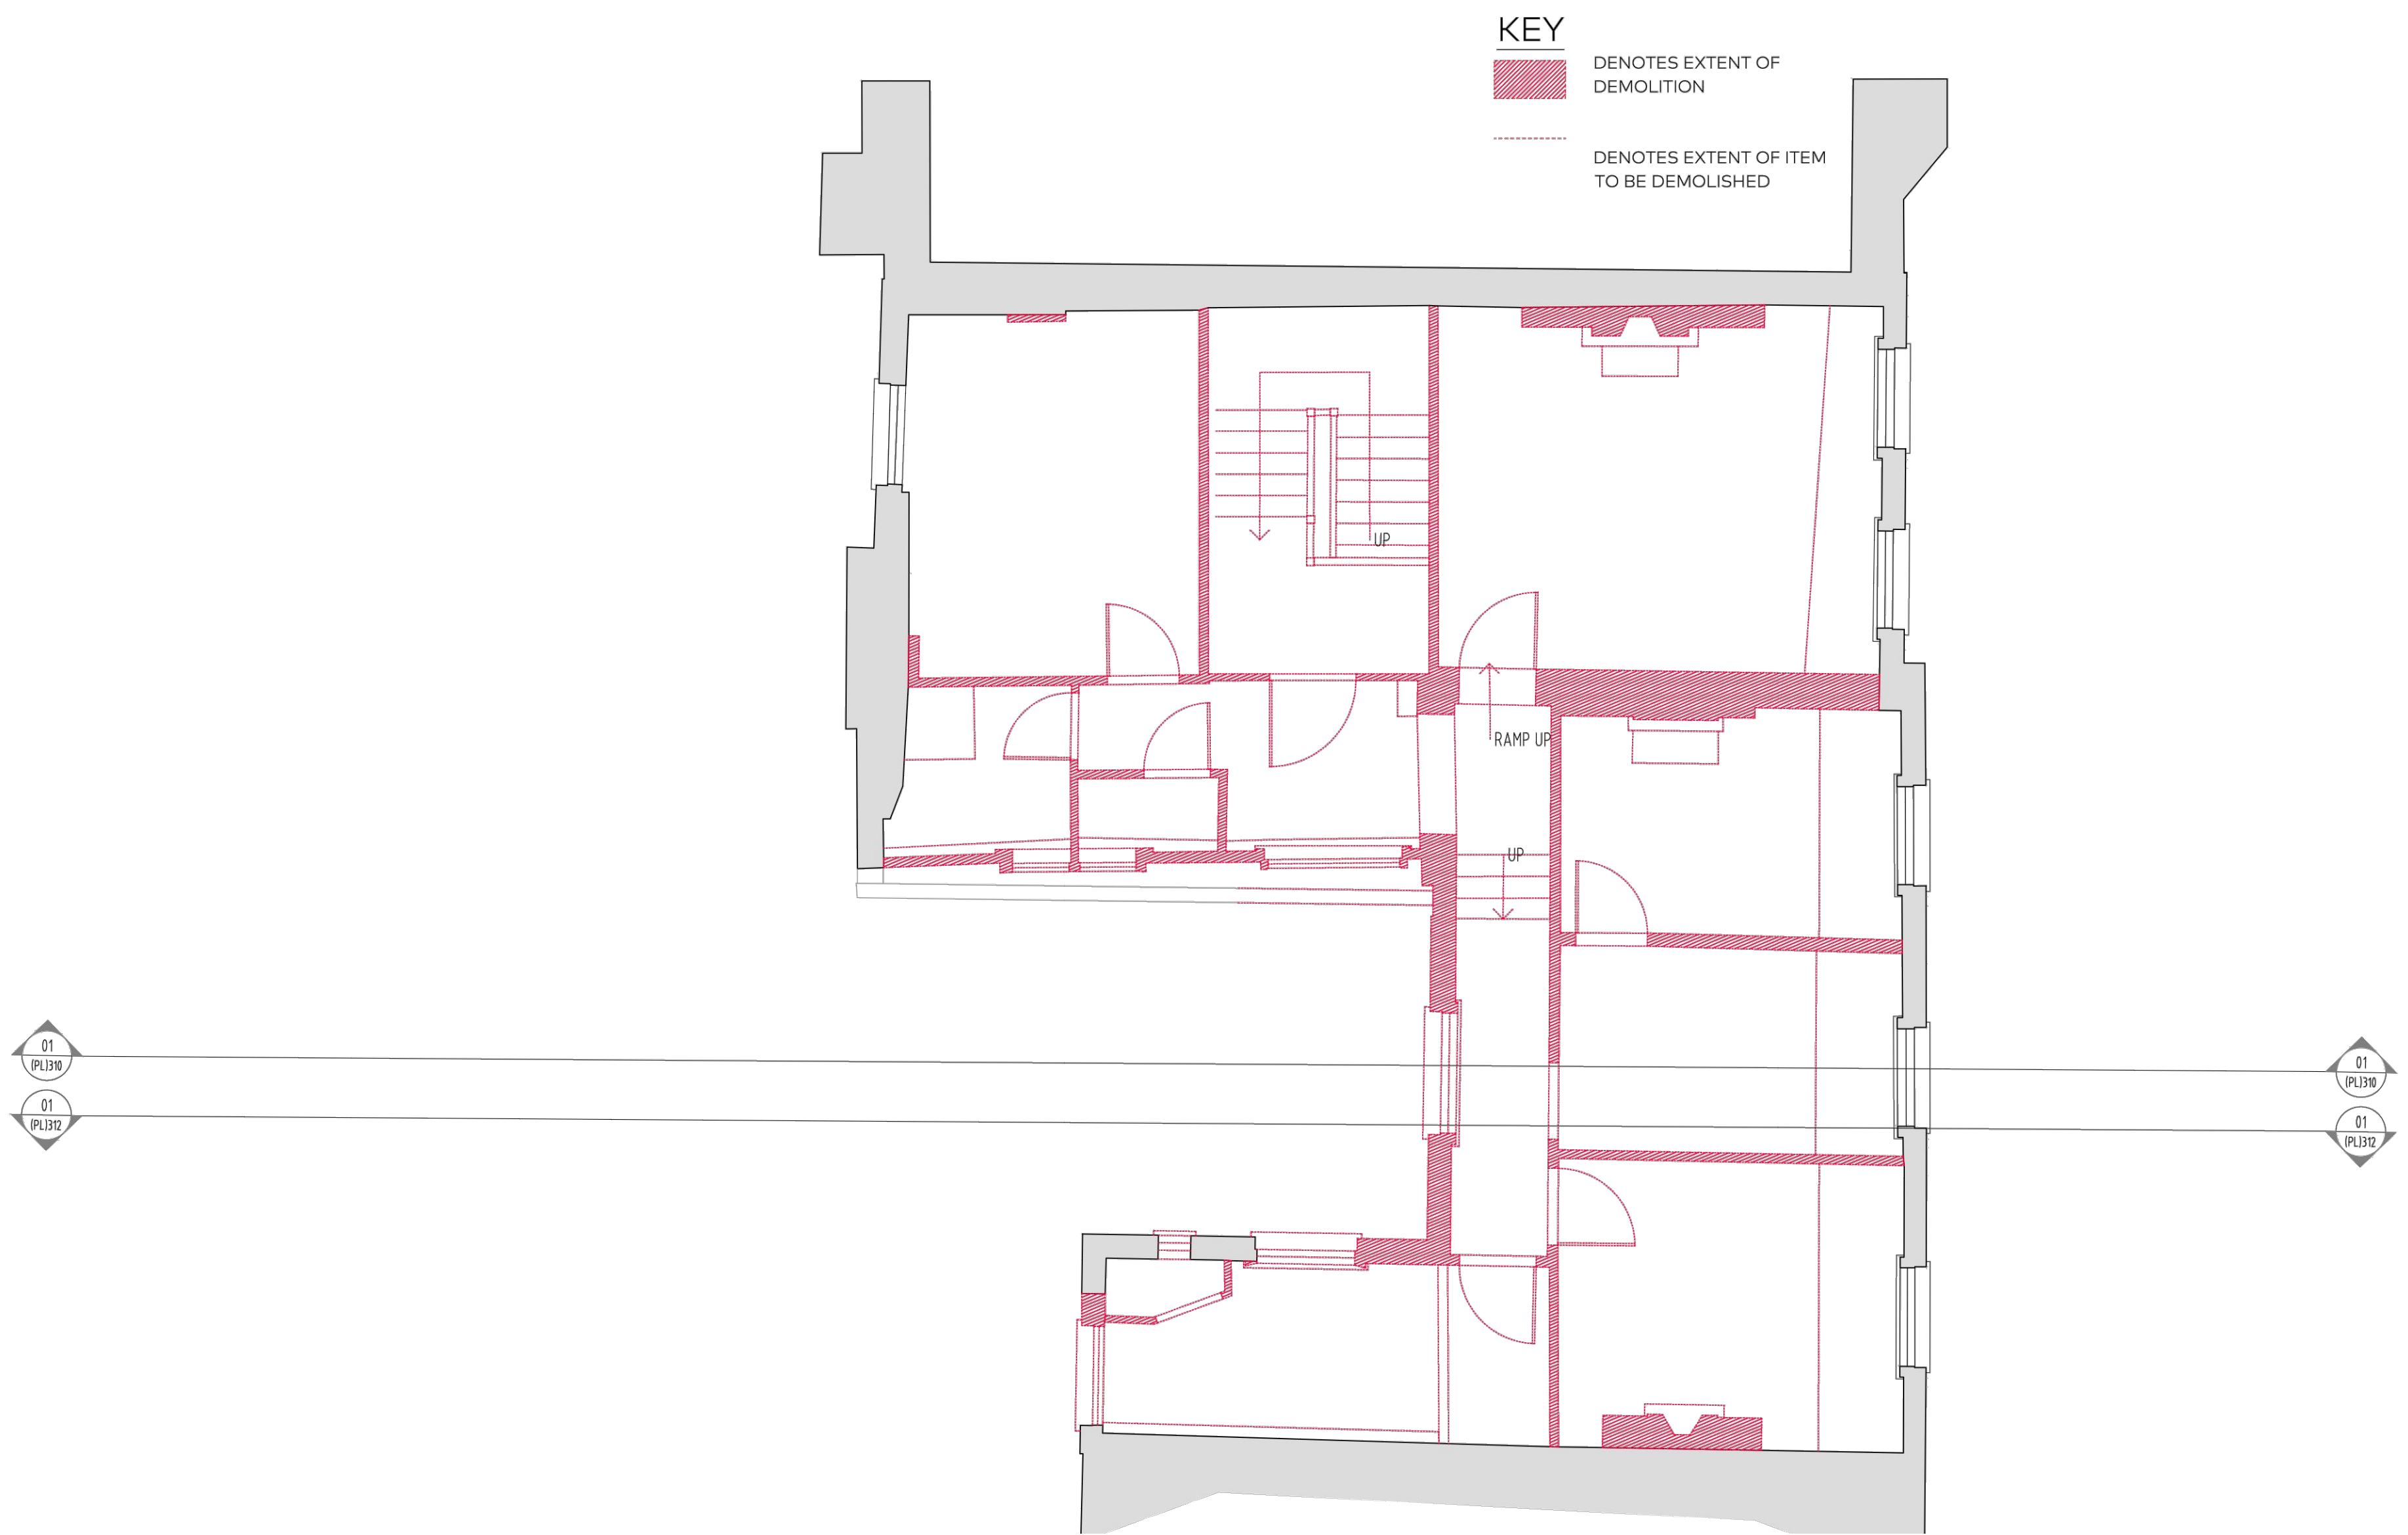 KEY
DENOTES EXTENT OF
DEMOLITION
DENOTES EXTENT OF ITEM
TO BE DEMOLISHED
UP
RAMP UP
UP
01
(PL)310
01
(PL)310
01
(PL)312
01
(PL)312